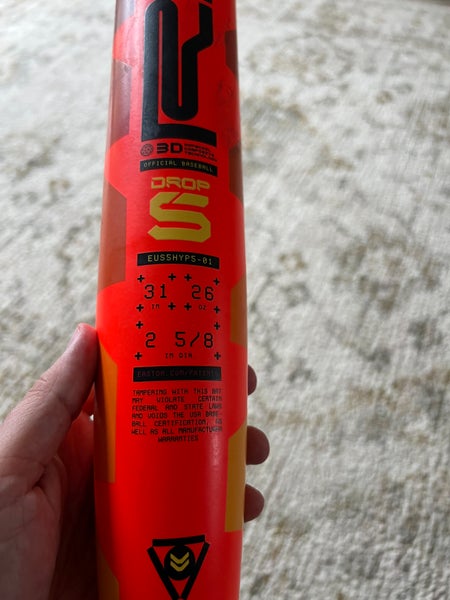 3D
OFFICIAL BASEBALL
DROP
5
EUSSHYP5-01
31 26
IN OZ
2 5/8
IN DIA.
EASTON.COM/PATENTS
TAMPERING WITH THIS BAT
MAY VIOLATE CERTAIN
FEDERAL AND STATE LAWS
AND VOIDS THE USA BASE-
BALL CERTIFICATION, AS
WELL AS ALL MANUFACTURER
WARRANTIES